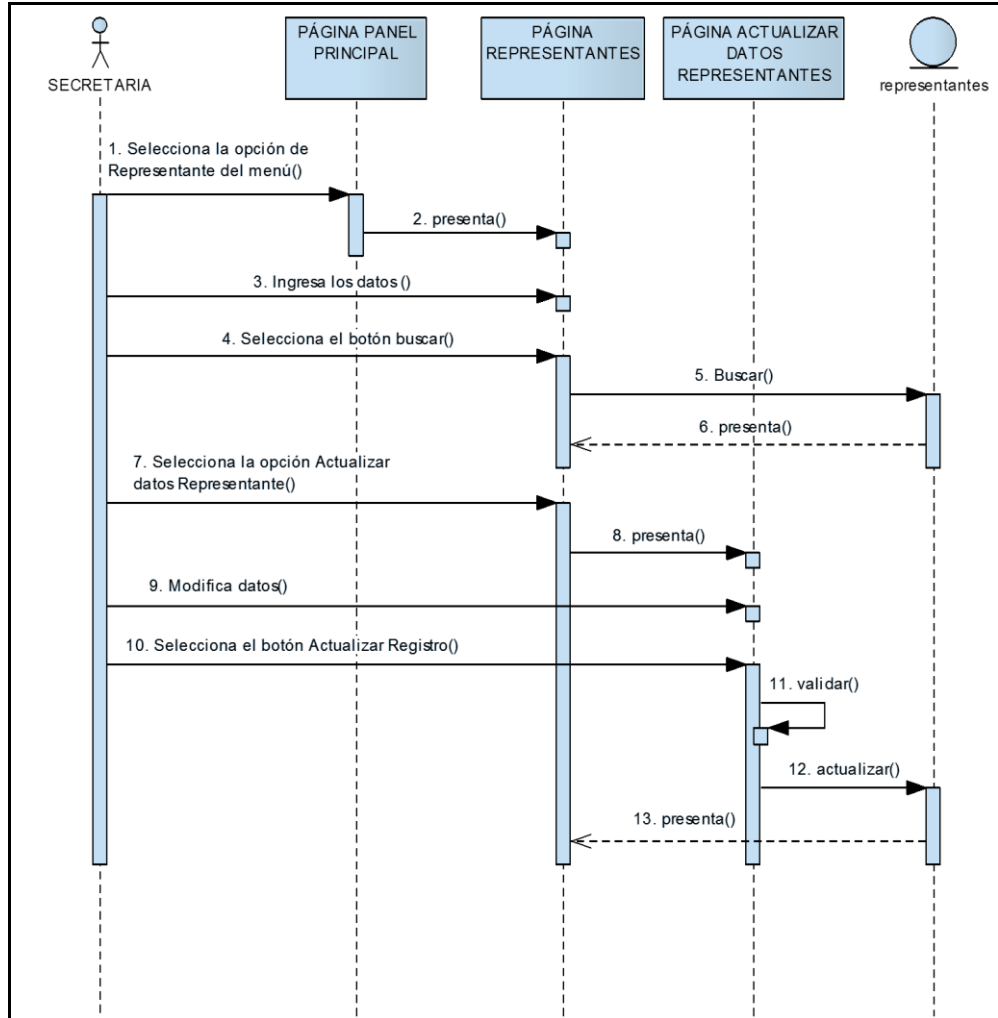 SECRETARIA
PÁGINA PANEL
PRINCIPAL
PÁGINA
REPRESENTANTES
PÁGINA ACTUALIZAR
DATOS
REPRESENTANTES
representantes
1. Selecciona la opción de
Representante del menú()
2. presenta()
3. Ingresa los datos ()
4. Selecciona el botón buscar()
5. Buscar()
6. presenta()
7. Selecciona la opción Actualizar
datos Representante()
8. presenta()
9. Modifica datos()
10. Selecciona el botón Actualizar Registro()
11. validar()
12. actualizar()
13. presenta()